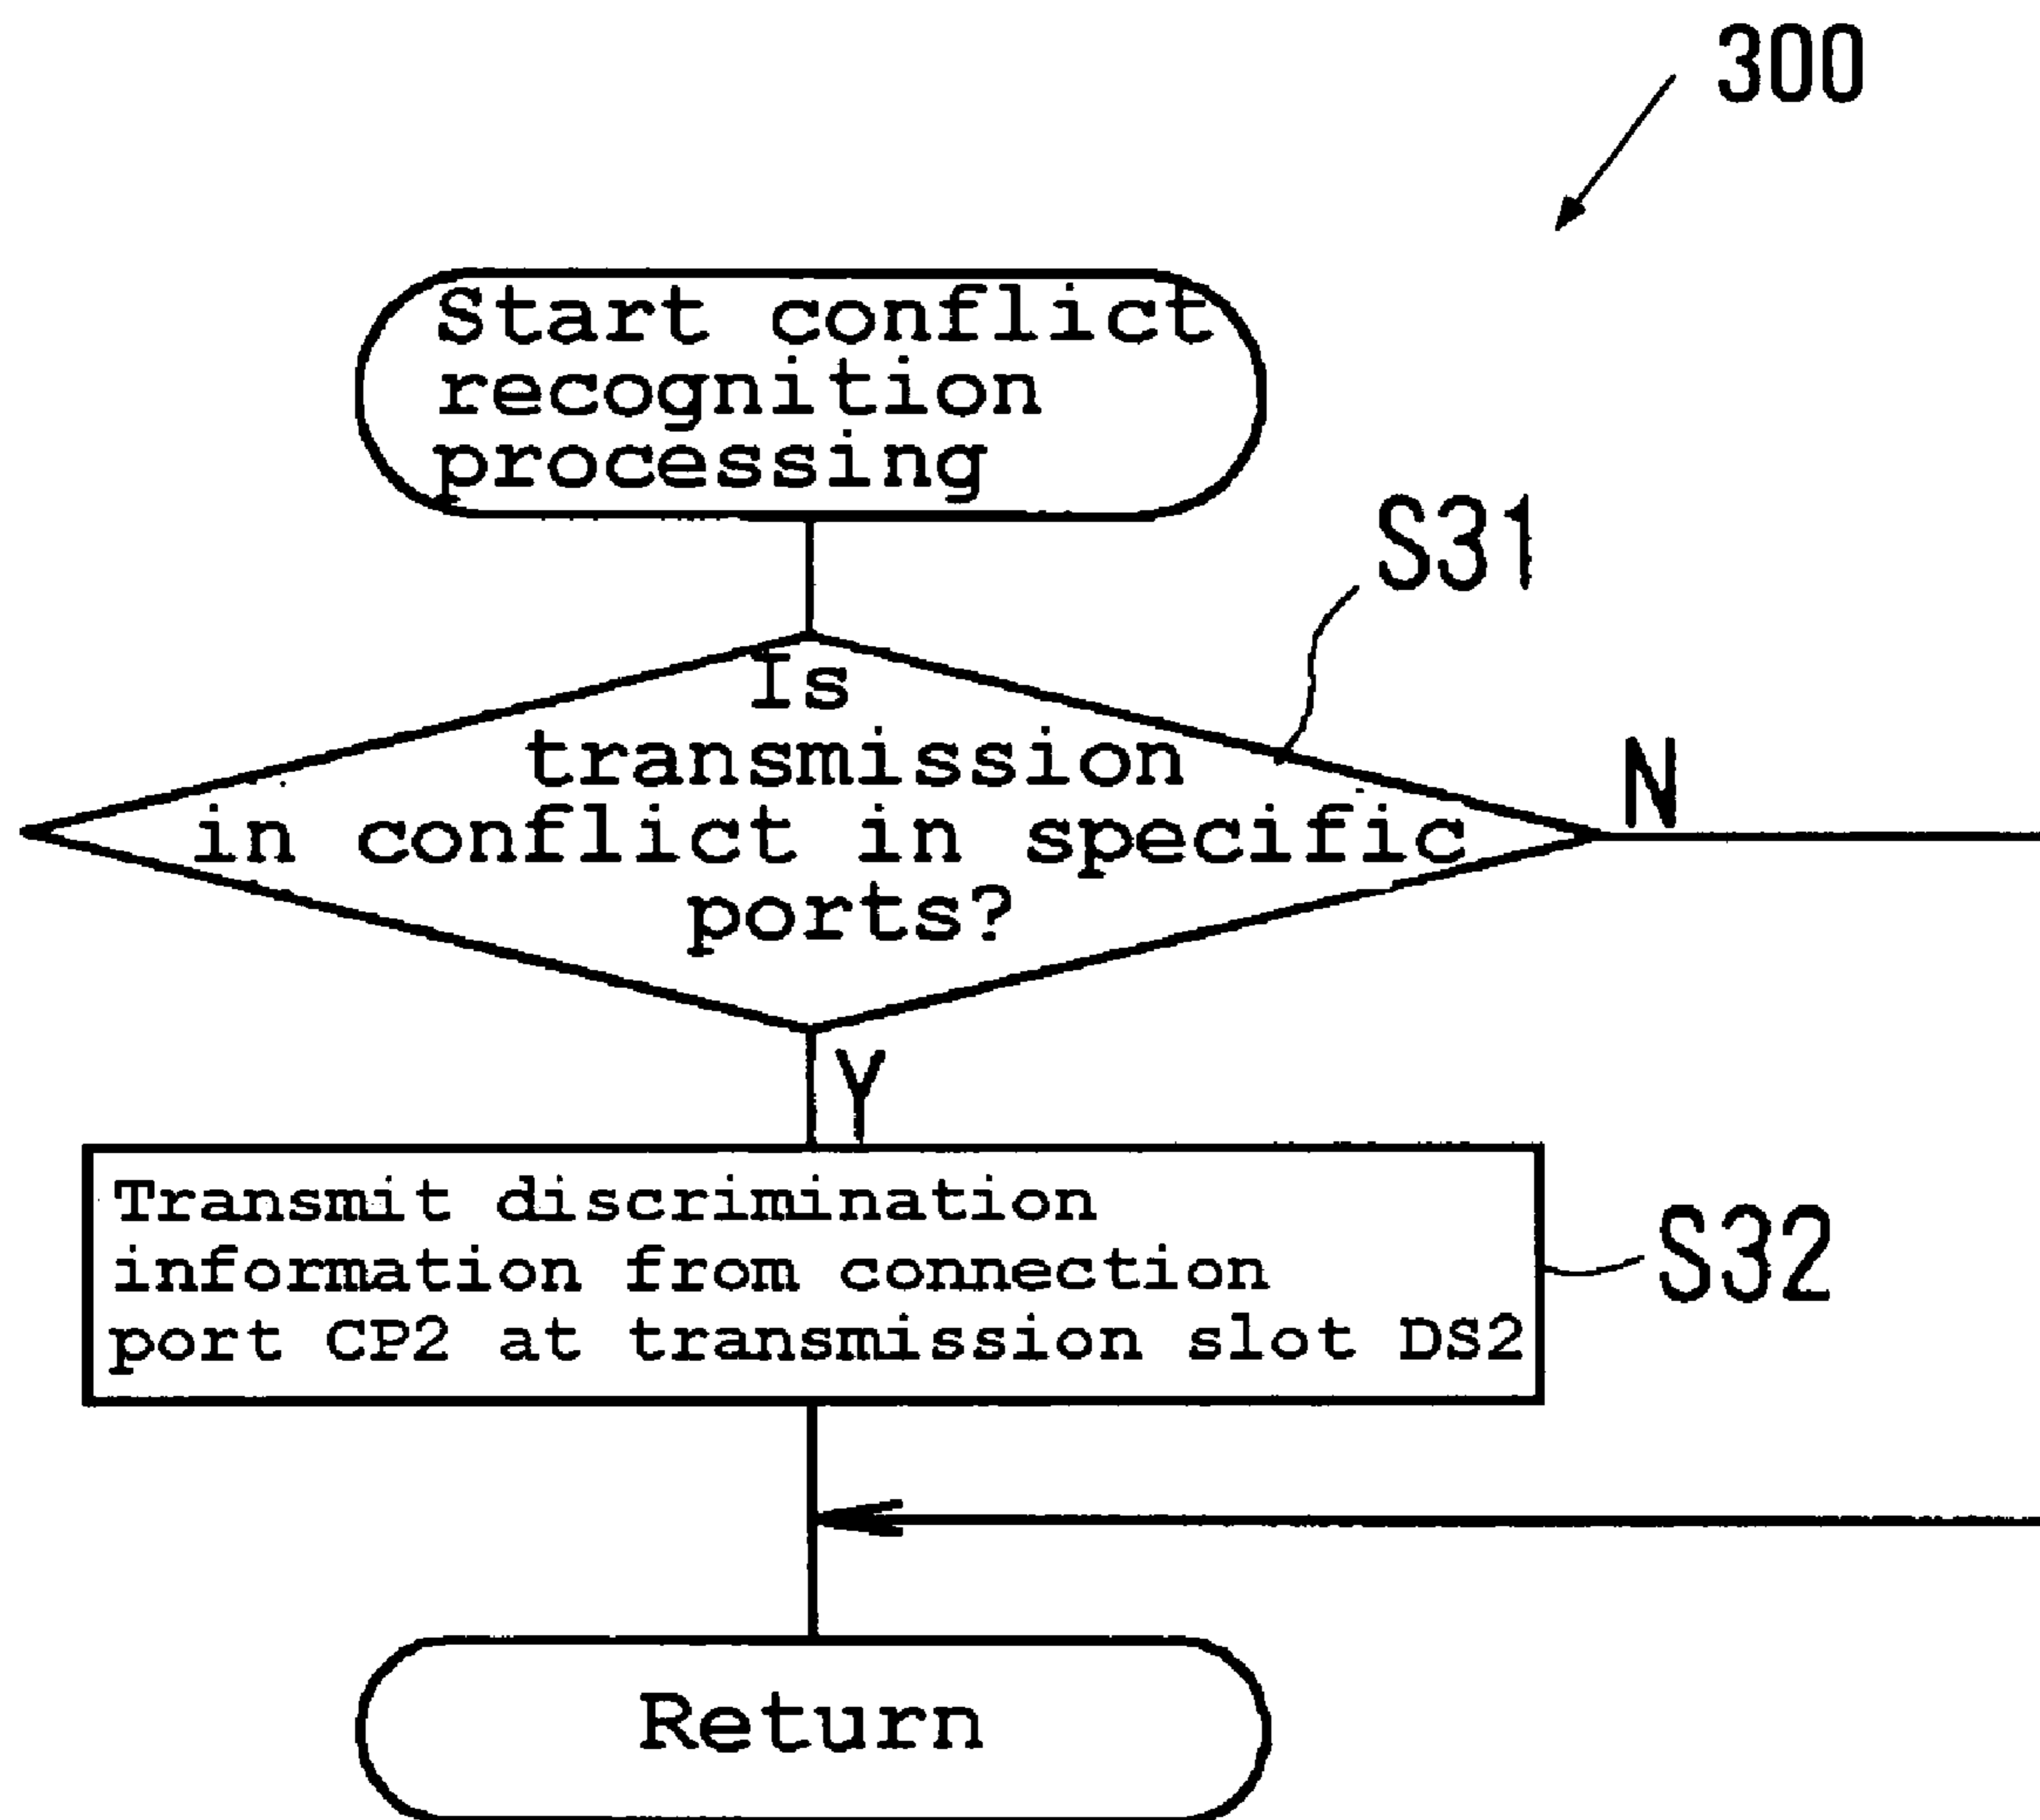 300
Start conflict
recognition
processing
S31
Is
transmission
in conflict in specific
ports?
N
Y
Transmit discrimination
information from connection
port CP2 at transmission slot DS2
S32
Return